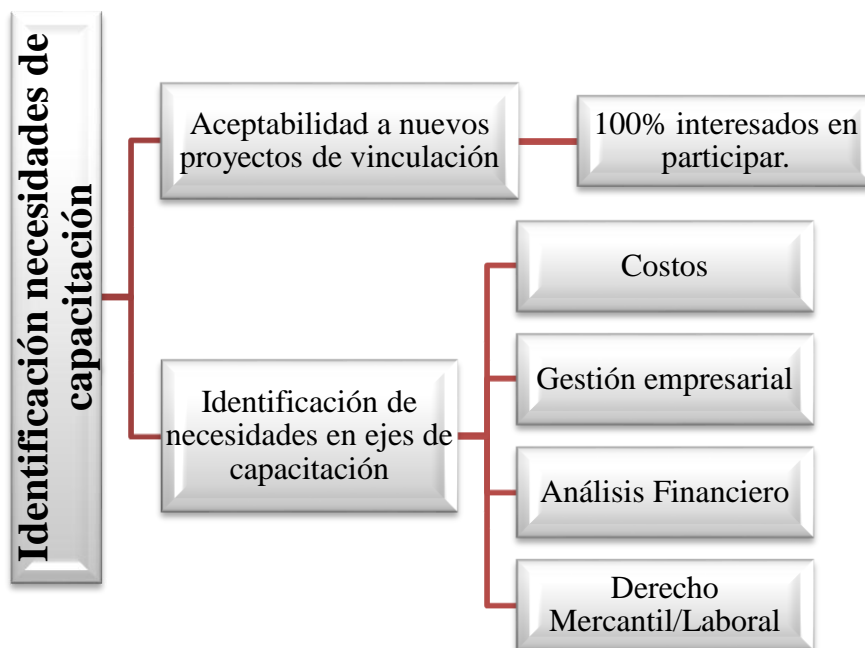 Identificación necesidades de
capacitación
Aceptabilidad a nuevos
proyectos de vinculación
100% interesados en
participar.
Identificación de
necesidades en ejes de
capacitación
Costos
Gestión empresarial
Análisis Financiero
Derecho
Mercantil/Laboral